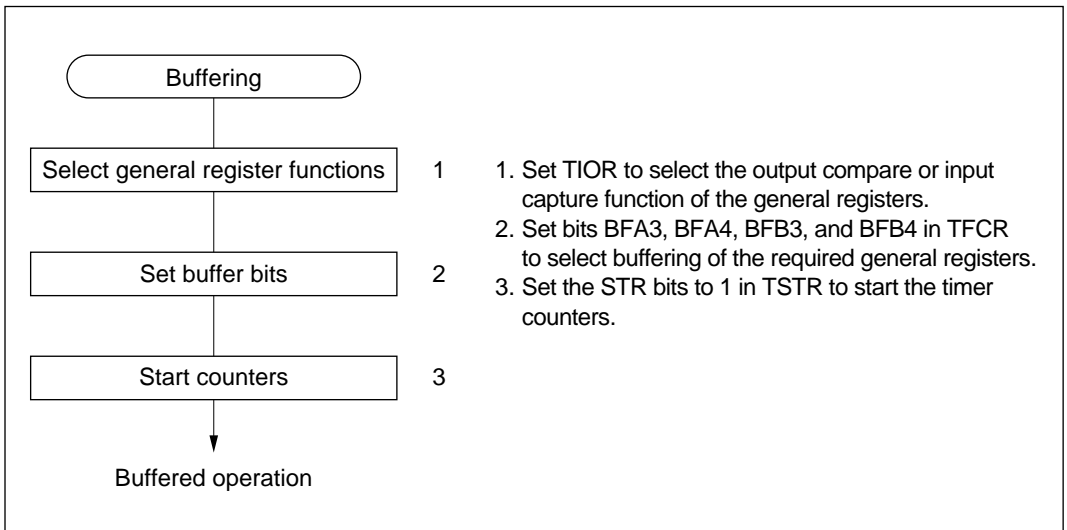 Buffering
Select general register functions
1
Set buffer bits
2
Start counters
3
Buffered operation
1. Set TIOR to select the output compare or input
capture function of the general registers.
2. Set bits BFA3, BFA4, BFB3, and BFB4 in TFCR
to select buffering of the required general registers.
3. Set the STR bits to 1 in TSTR to start the timer
counters.